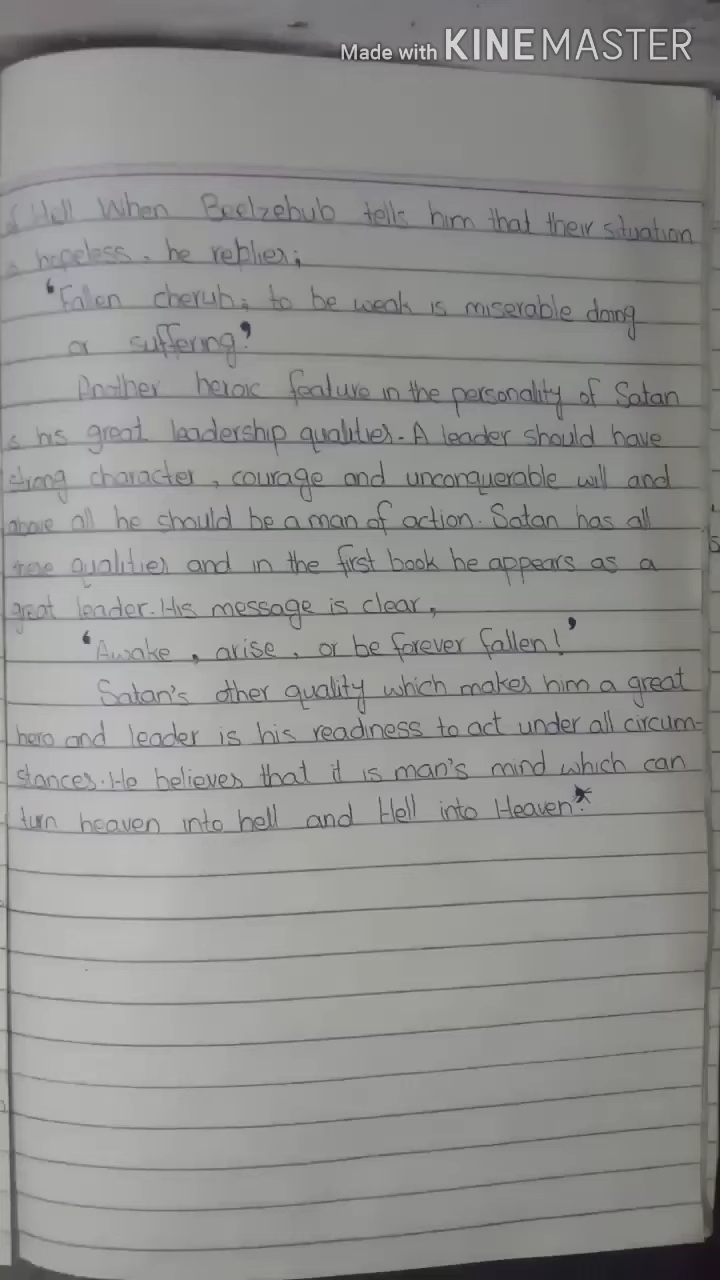 Made with KINEMASTER
of Hell When Beelzebub tells him that their situation
is hopeless, he replies;
'Fallen cherub; to be weak is miserable doing
or suffering'
Another heroic feature in the personality of Satan
is his great leadership qualities. A leader should have
strong character, courage and unconquerable will and
above all he should be a man of action. Satan has all
these qualities and in the first book he appears as a
great leader. His message is clear,
'Awake, arise, or be forever fallen!'
Satan's other quality which makes him a great
hero and leader is his readiness to act under all circum-
stances. He believes that it is man's mind which can
turn heaven into hell and Hell into Heaven.